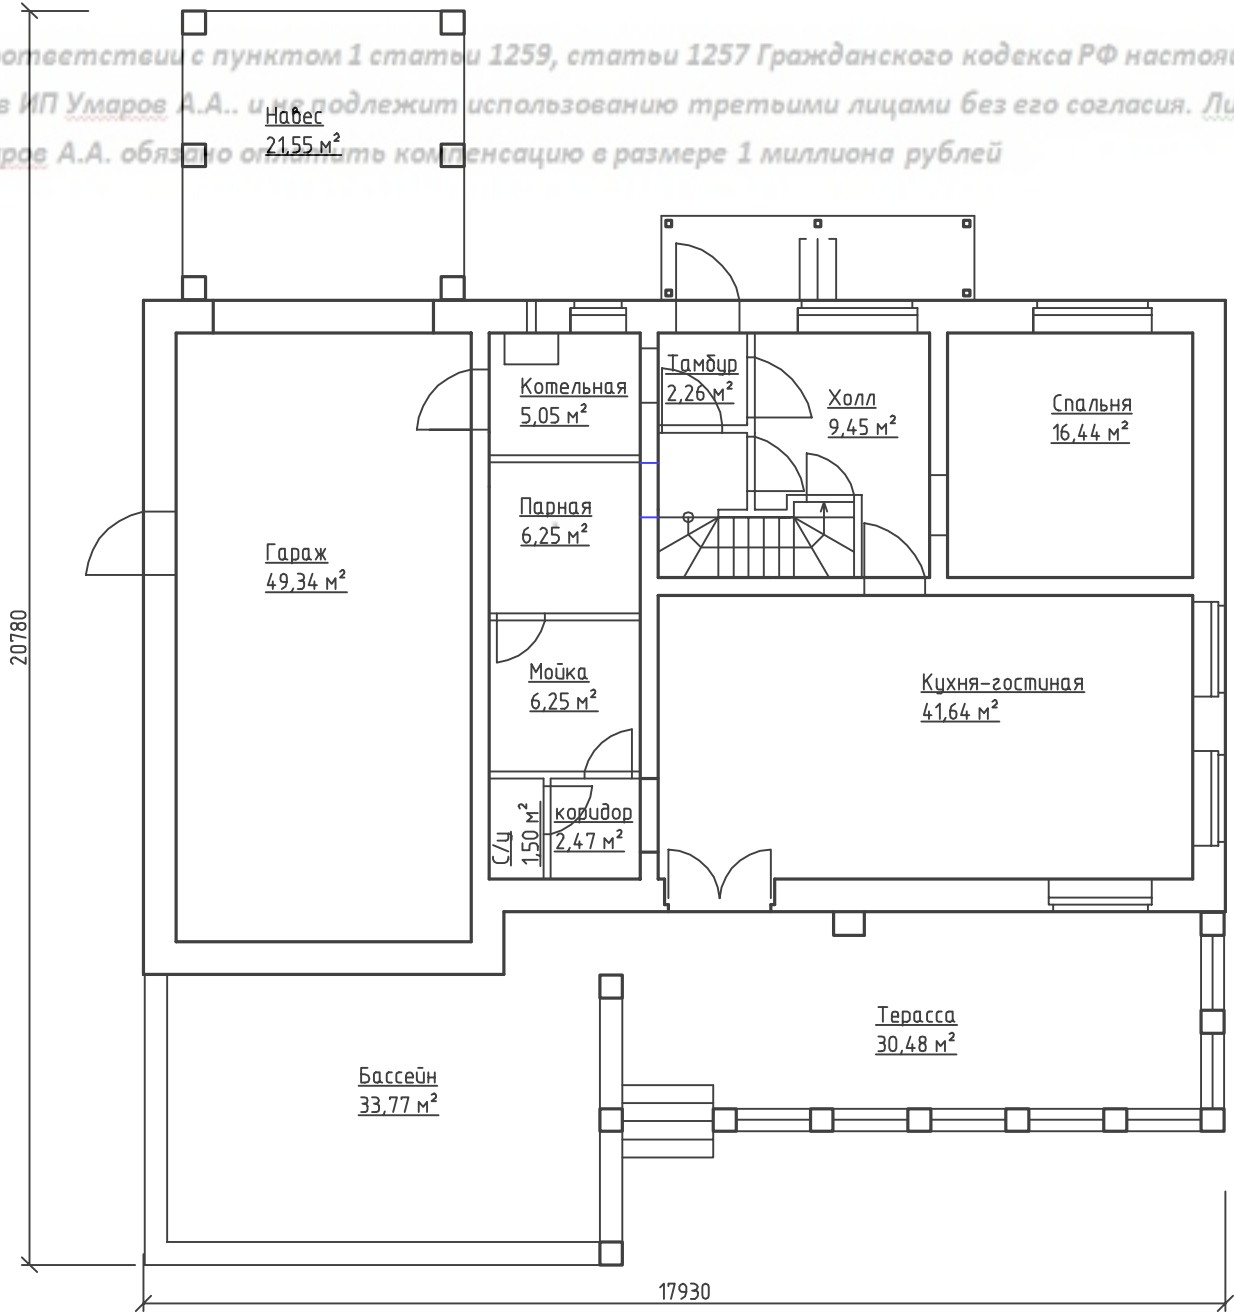 ответствии с пунктом 1 статьи 1259, статьи 1257 Гражданского кодекса РФ настоя
в ИП Умаров А.А.. и не подлежит использованию третьими лицами без его согласия. Ли
ров А.А. обязано оплатить компенсацию в размере 1 миллиона рублей
Навес
21,55 м²
Котельная
5,05 м²
Тамбур
2,26 м²
Холл
9,45 м²
Спальня
16,44 м²
Парная
6,25 м²
Гараж
49,34 м²
20780
Мойка
6,25 м²
Кухня-гостиная
41,64 м²
С/у
1,50 м²
коридор
2,47 м²
Терасса
30,48 м²
Бассейн
33,77 м²
17930